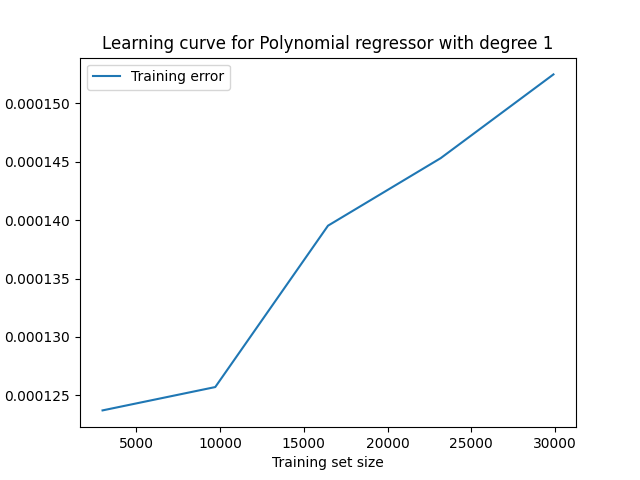 Learning curve for Polynomial regressor with degree 1
Training error
0.000150
0.000145
0.000140
0.000135
0.000130
0.000125
5000 10000 15000 20000 25000 30000
Training set size